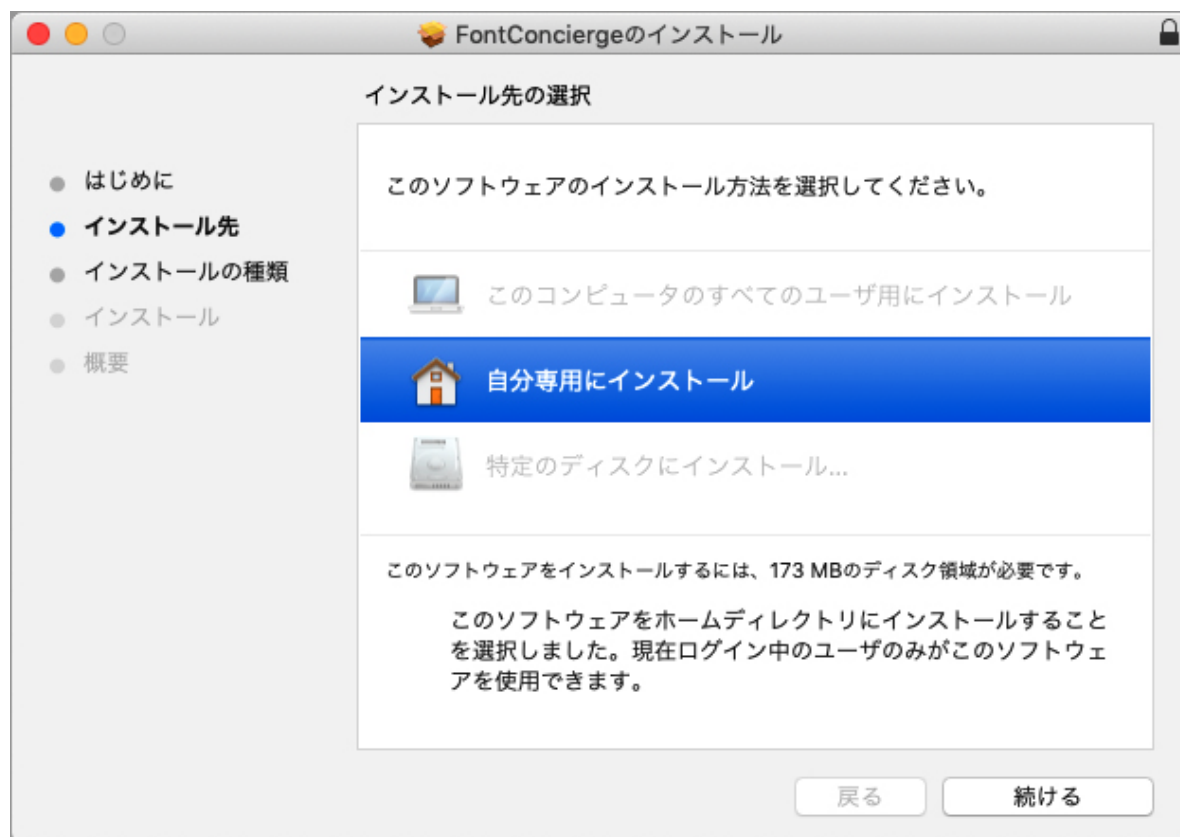 FontConciergeのインストール
インストール先の選択
はじめに
インストール先
インストールの種類
インストール
概要
このソフトウェアのインストール方法を選択してください。
このコンピュータのすべてのユーザ用にインストール
自分専用にインストール
特定のディスクにインストール...
このソフトウェアをインストールするには、173 MBのディスク領域が必要です。
このソフトウェアをホームディレクトリにインストールすること
を選択しました。現在ログイン中のユーザのみがこのソフトウェ
アを使用できます。
戻る
続ける